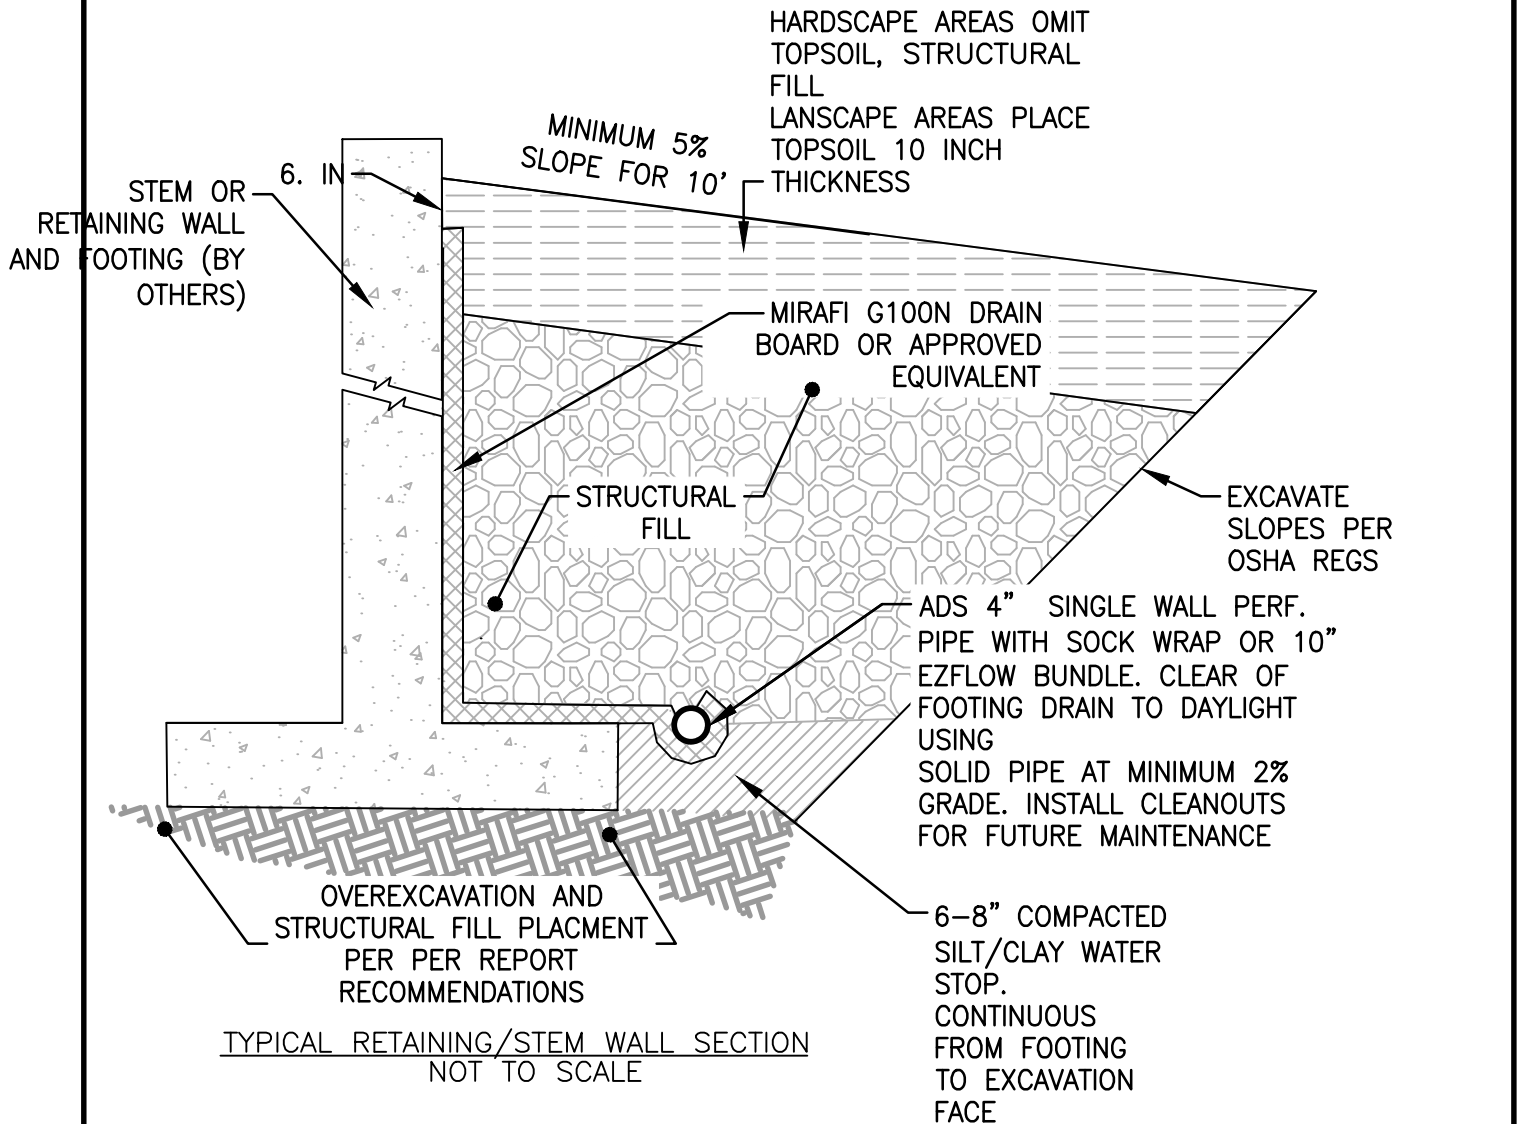 HARDSCAPE AREAS OMIT
TOPSOIL, STRUCTURAL
FILL
LANSCAPE AREAS PLACE
TOPSOIL 10 INCH
THICKNESS
MINIMUM 5%
SLOPE FOR 10'
6. IN
STEM OR
RETAINING WALL
AND FOOTING (BY
OTHERS)
MIRAFI G100N DRAIN
BOARD OR APPROVED
EQUIVALENT
STRUCTURAL
FILL
EXCAVATE
SLOPES PER
OSHA REGS
ADS 4" SINGLE WALL PERF.
PIPE WITH SOCK WRAP OR 10"
EZFLOW BUNDLE. CLEAR OF
FOOTING DRAIN TO DAYLIGHT
USING
SOLID PIPE AT MINIMUM 2%
GRADE. INSTALL CLEANOUTS
FOR FUTURE MAINTENANCE
OVEREXCAVATION AND
STRUCTURAL FILL PLACMENT
PER PER REPORT
RECOMMENDATIONS
6-8" COMPACTED
SILT/CLAY WATER
STOP.
CONTINUOUS
FROM FOOTING
TO EXCAVATION
FACE
TYPICAL RETAINING/STEM WALL SECTION
NOT TO SCALE